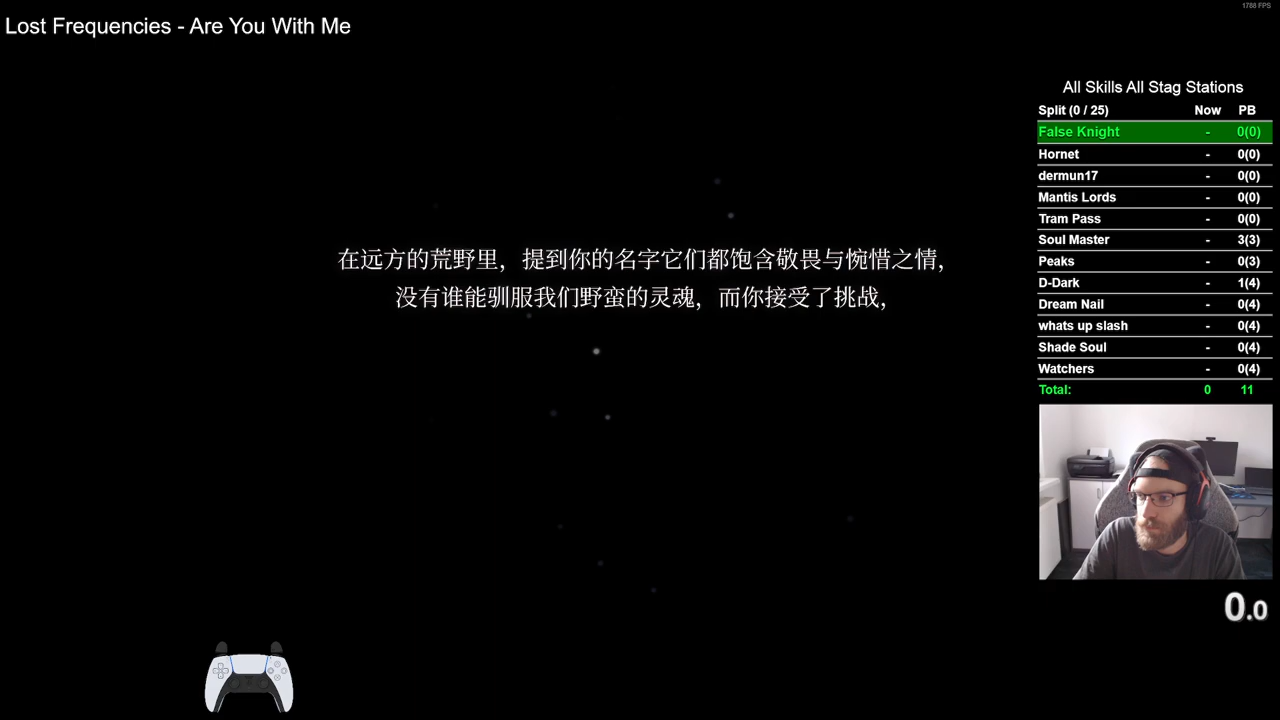 1788 FPS
Lost Frequencies - Are You With Me
All Skills All Stag Stations
Split (0 / 25) Now PB
False Knight - 0(0)
Hornet - 0(0)
dermun17 - 0(0)
Mantis Lords - 0(0)
Tram Pass - 0(0)
Soul Master - 3(3)
Peaks - 0(3)
D-Dark - 1(4)
Dream Nail - 0(4)
whats up slash - 0(4)
Shade Soul - 0(4)
Watchers - 0(4)
Total: 0 11
在远方的荒野里，提到你的名字它们都饱含敬畏与惋惜之情，
没有谁能驯服我们野蛮的灵魂，而你接受了挑战，
0.0